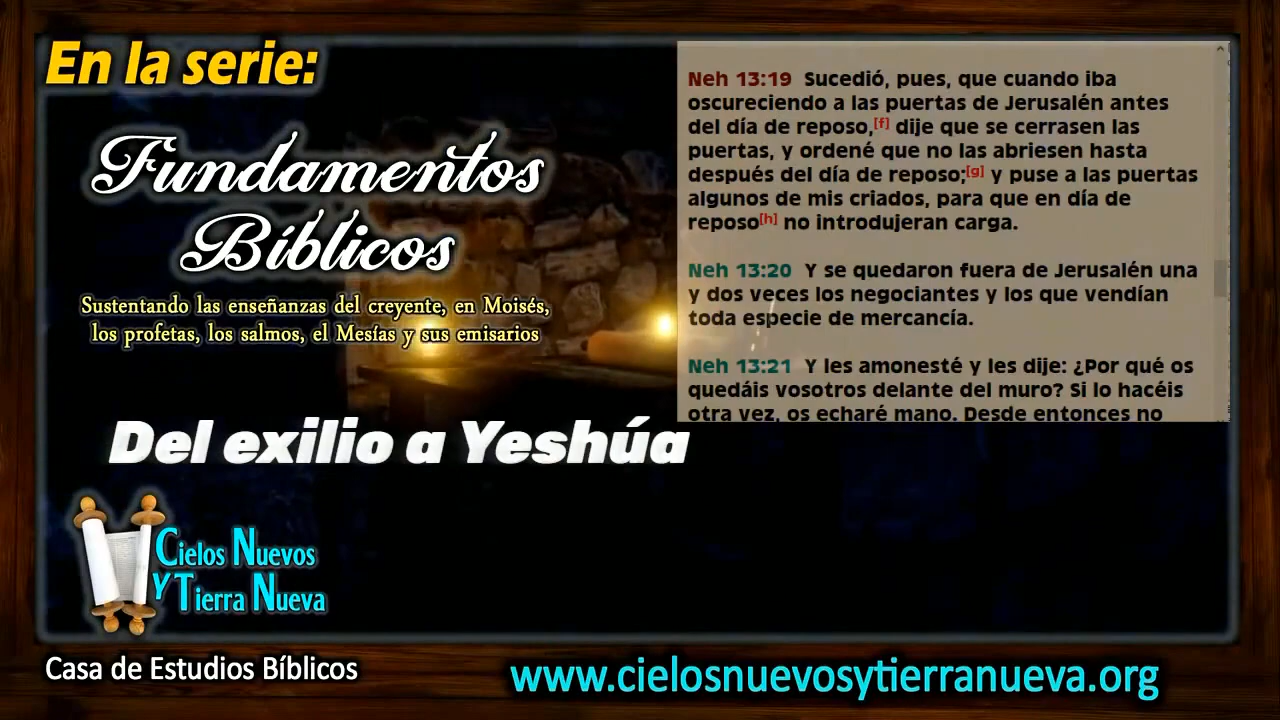 En la serie:
Fundamentos
Bíblicos
Sustentando las enseñanzas del creyente, en Moisés,
los profetas, los salmos, el Mesías y sus emisarios
Del exilio a Yeshúa
Neh 13:19 Sucedió, pues, que cuando iba
oscureciendo a las puertas de Jerusalén antes
del día de reposo,[f] dije que se cerrasen las
puertas, y ordené que no las abriesen hasta
después del día de reposo;[g] y puse a las puertas
algunos de mis criados, para que en día de
reposo[h] no introdujeran carga.
Neh 13:20 Y se quedaron fuera de Jerusalén una
y dos veces los negociantes y los que vendían
toda especie de mercancía.
Neh 13:21 Y les amonesté y les dije: ¿Por qué os
quedáis vosotros delante del muro? Si lo hacéis
otra vez, os echaré mano. Desde entonces no
Cielos Nuevos
Y Tierra Nueva
Casa de Estudios Bíblicos
www.cielosnuevosytierranueva.org